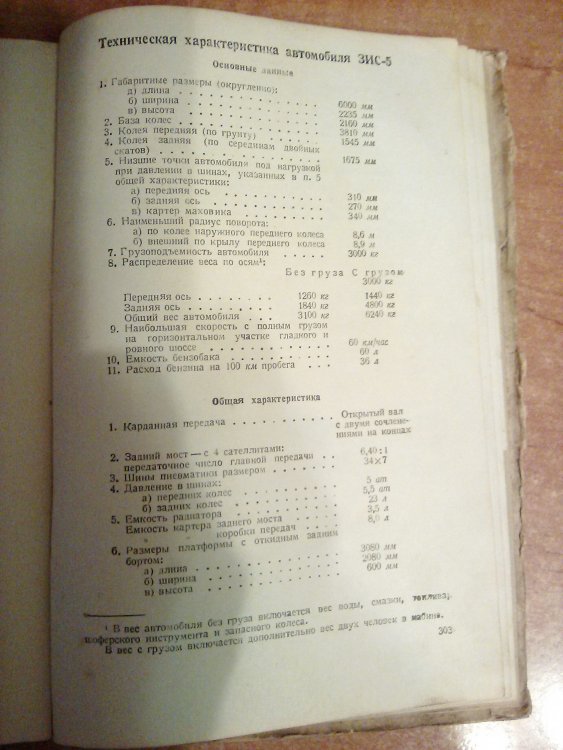 Техническая характеристика автомобиля ЗИС-5
Основные данные
1. Габаритные размеры (округленно):
а) длина . . . . . . . . . . . . 6000 мм
б) ширина . . . . . . . . . . . . 2235 мм
в) высота . . . . . . . . . . . . 2160 мм
2. База колес . . . . . . . . . . . . 3810 мм
3. Колея передняя (по грунту) . . . . . . 1545 мм
4. Колея задняя (по серединам двойных
скатов) . . . . . . . . . . . . 1675 мм
5. Низшие точки автомобиля под нагрузкой
при давлении в шинах, указанных в п. 5
общей характеристики:
а) передняя ось . . . . . . . . . 310 мм
б) задняя ось . . . . . . . . . 270 мм
в) картер маховика . . . . . . . . . 340 мм
6. Наименьший радиус поворота:
а) по колее наружного переднего колеса 8,6 м
б) внешний по крылу переднего колеса 8,9 м
7. Грузоподъемность автомобиля . . . . . 3000 кг
8. Распределение веса по осям¹:
Без груза С грузом
3000 кг
Передняя ось . . . . . . . . 1260 кг 1440 кг
Задняя ось . . . . . . . . 1840 кг 4800 кг
Общий вес автомобиля . . . 3100 кг 6240 кг
9. Наибольшая скорость с полным грузом
на горизонтальном участке гладкого и
ровного шоссе . . . . . . . . . . . 60 км/час
10. Емкость бензобака . . . . . . . . . . . 60 л
11. Расход бензина на 100 км пробега . . . 36 л
Общая характеристика
1. Карданная передача . . . . . . . . . . . Открытый вал
с двумя сочлене-
ниями на концах
2. Задний мост — с 4 сателлитами:
передаточное число главной передачи . . 6,40:1
3. Шины пневматики размером . . . . . . . 34×7
4. Давление в шинах:
а) передних колес . . . . . . . . . 5 ат
б) задних колес . . . . . . . . . 5,5 ат
5. Емкость радиатора . . . . . . . . . 23 л
Емкость картера заднего моста . . . . . 3,5 л
коробки передач . . . . 8,0 л
6. Размеры платформы с откидным задним
бортом:
а) длина . . . . . . . . . . . . 3080 мм
б) ширина . . . . . . . . . . . . 2080 мм
в) высота . . . . . . . . . . . . 600 мм
¹ В вес автомобиля без груза включается вес воды, смазки, топлива,
шоферского инструмента и запасного колеса.
В вес с грузом включается дополнительно вес двух человек в кабине.
303